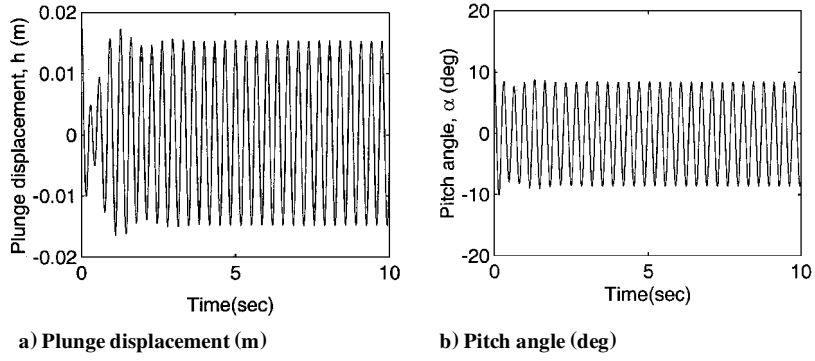 0.02
0.01
0
-0.01
-0.02
Plunge displacement, h (m)
0
5
10
Time(sec)
a) Plunge displacement (m)
20
10
0
-10
-20
Pitch angle, α (deg)
0
5
10
Time(sec)
b) Pitch angle (deg)